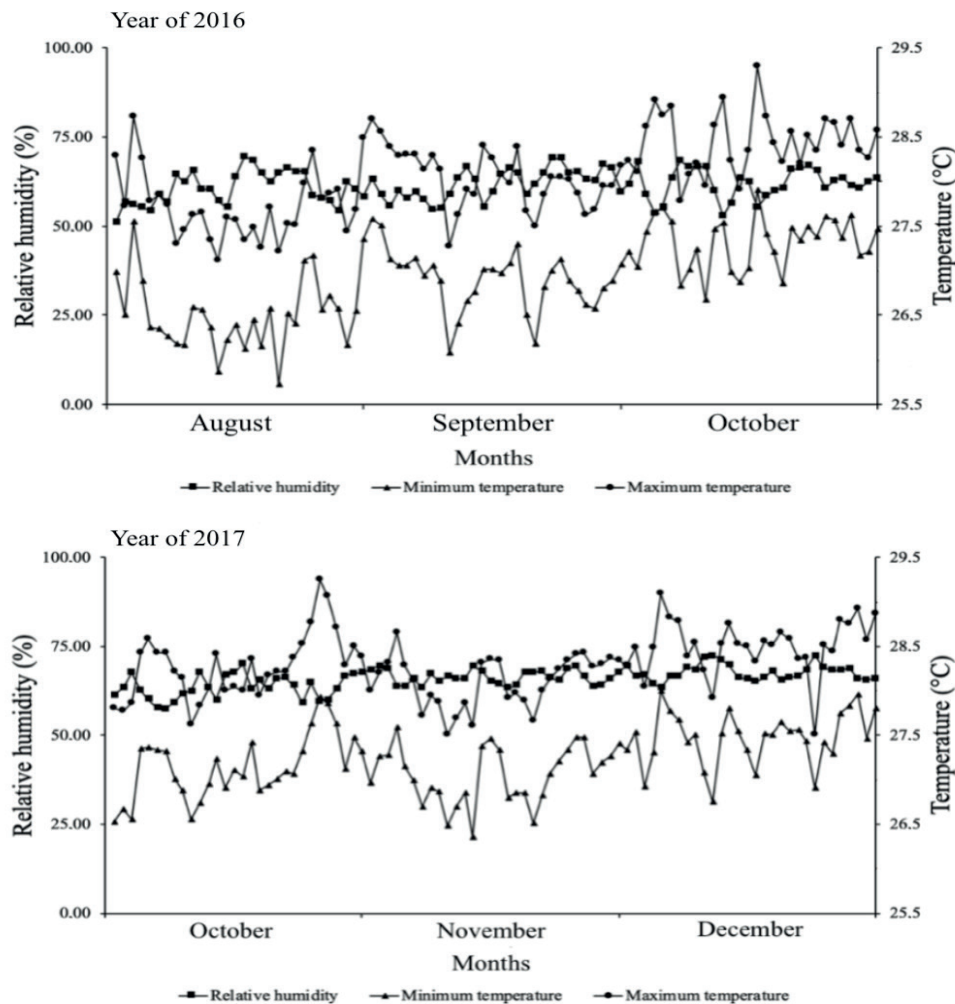 Year of 2016
100.00 29.5
75.00 28.5
50.00 27.5
25.00 26.5
0.00 25.5
Relative humidity (%)
Temperature (°C)
August September October
Months
Relative humidity Minimum temperature Maximum temperature
Year of 2017
100.00 29.5
75.00 28.5
50.00 27.5
25.00 26.5
0.00 25.5
Relative humidity (%)
Temperature (°C)
October November December
Months
Relative humidity Minimum temperature Maximum temperature